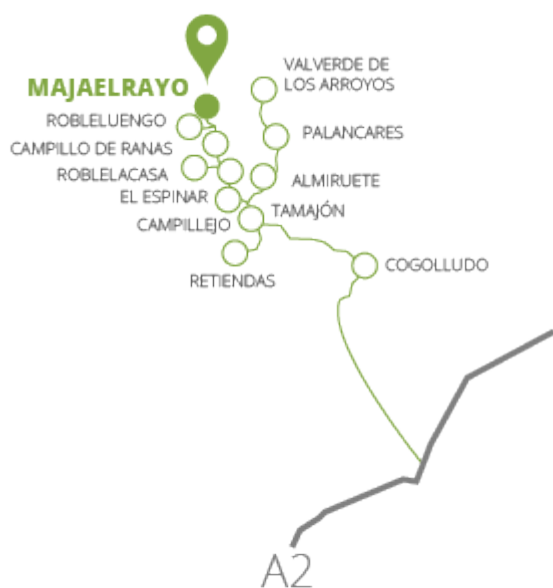 VALVERDE DE
LOS ARROYOS
MAJAELRAYO
ROBLELUENGO
PALANCARES
CAMPILLO DE RANAS
ROBLELACASA
ALMIRUETE
EL ESPINAR
TAMAJÓN
CAMPILLEJO
COGOLLUDO
RETIENDAS
A2